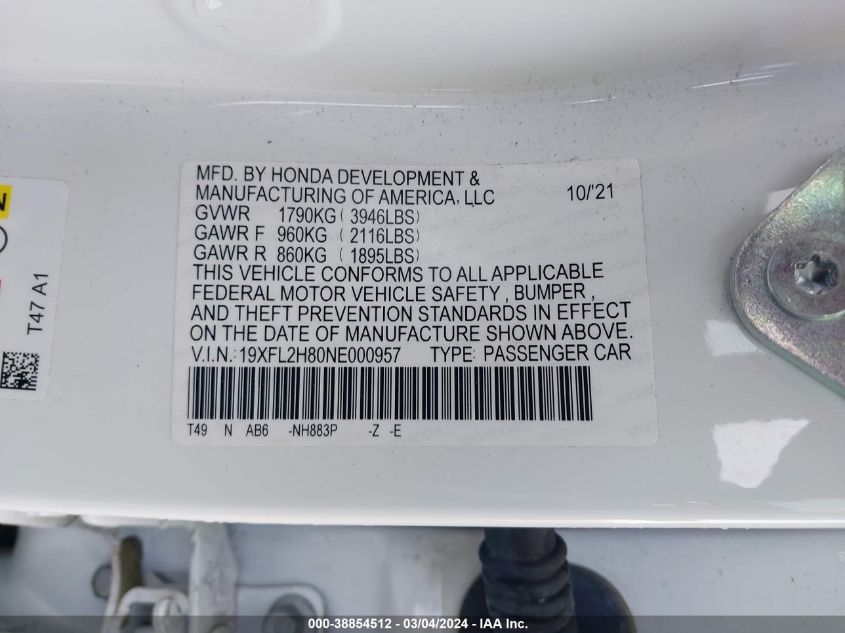 MFD. BY HONDA DEVELOPMENT &
MANUFACTURING OF AMERICA, LLC 10/'21
GVWR 1790KG ( 3946LBS)
GAWR F 960KG ( 2116LBS)
GAWR R 860KG ( 1895LBS)
THIS VEHICLE CONFORMS TO ALL APPLICABLE
FEDERAL MOTOR VEHICLE SAFETY , BUMPER ,
AND THEFT PREVENTION STANDARDS IN EFFECT
ON THE DATE OF MANUFACTURE SHOWN ABOVE.
V.I.N.: 19XFL2H80NE000957 TYPE: PASSENGER CAR
T49 N AB6 -NH883P -Z -E
T47 A1
N
000-38854512 - 03/04/2024 - IAA Inc.